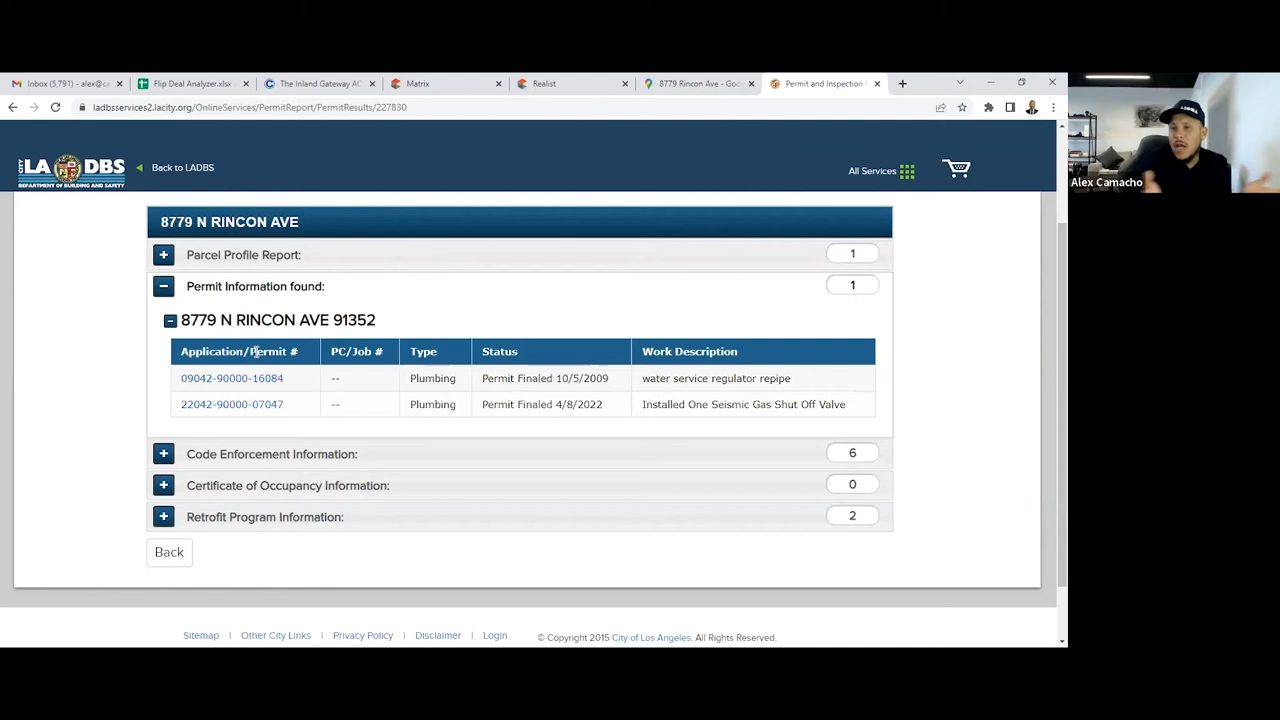 Inbox (5,791) - alex@c
Flip Deal Analyzer.xlsx
The Inland Gateway AC
Matrix
Realist
8779 Rincon Ave - Goo
Permit and Inspection
ladbsservices2.lacity.org/OnlineServices/PermitReport/PermitResults/227830
CITY OF
LA DBS
DEPARTMENT OF BUILDING AND SAFETY
Back to LADBS
All Services
Alex Camacho
8779 N RINCON AVE
Parcel Profile Report: 1
Permit Information found: 1
8779 N RINCON AVE 91352
Application/Permit # PC/Job # Type Status Work Description
09042-90000-16084 -- Plumbing Permit Finaled 10/5/2009 water service regulator repipe
22042-90000-07047 -- Plumbing Permit Finaled 4/8/2022 Installed One Seismic Gas Shut Off Valve
Code Enforcement Information: 6
Certificate of Occupancy Information: 0
Retrofit Program Information: 2
Back
Sitemap | Other City Links | Privacy Policy | Disclaimer | Login © Copyright 2015 City of Los Angeles. All Rights Reserved.